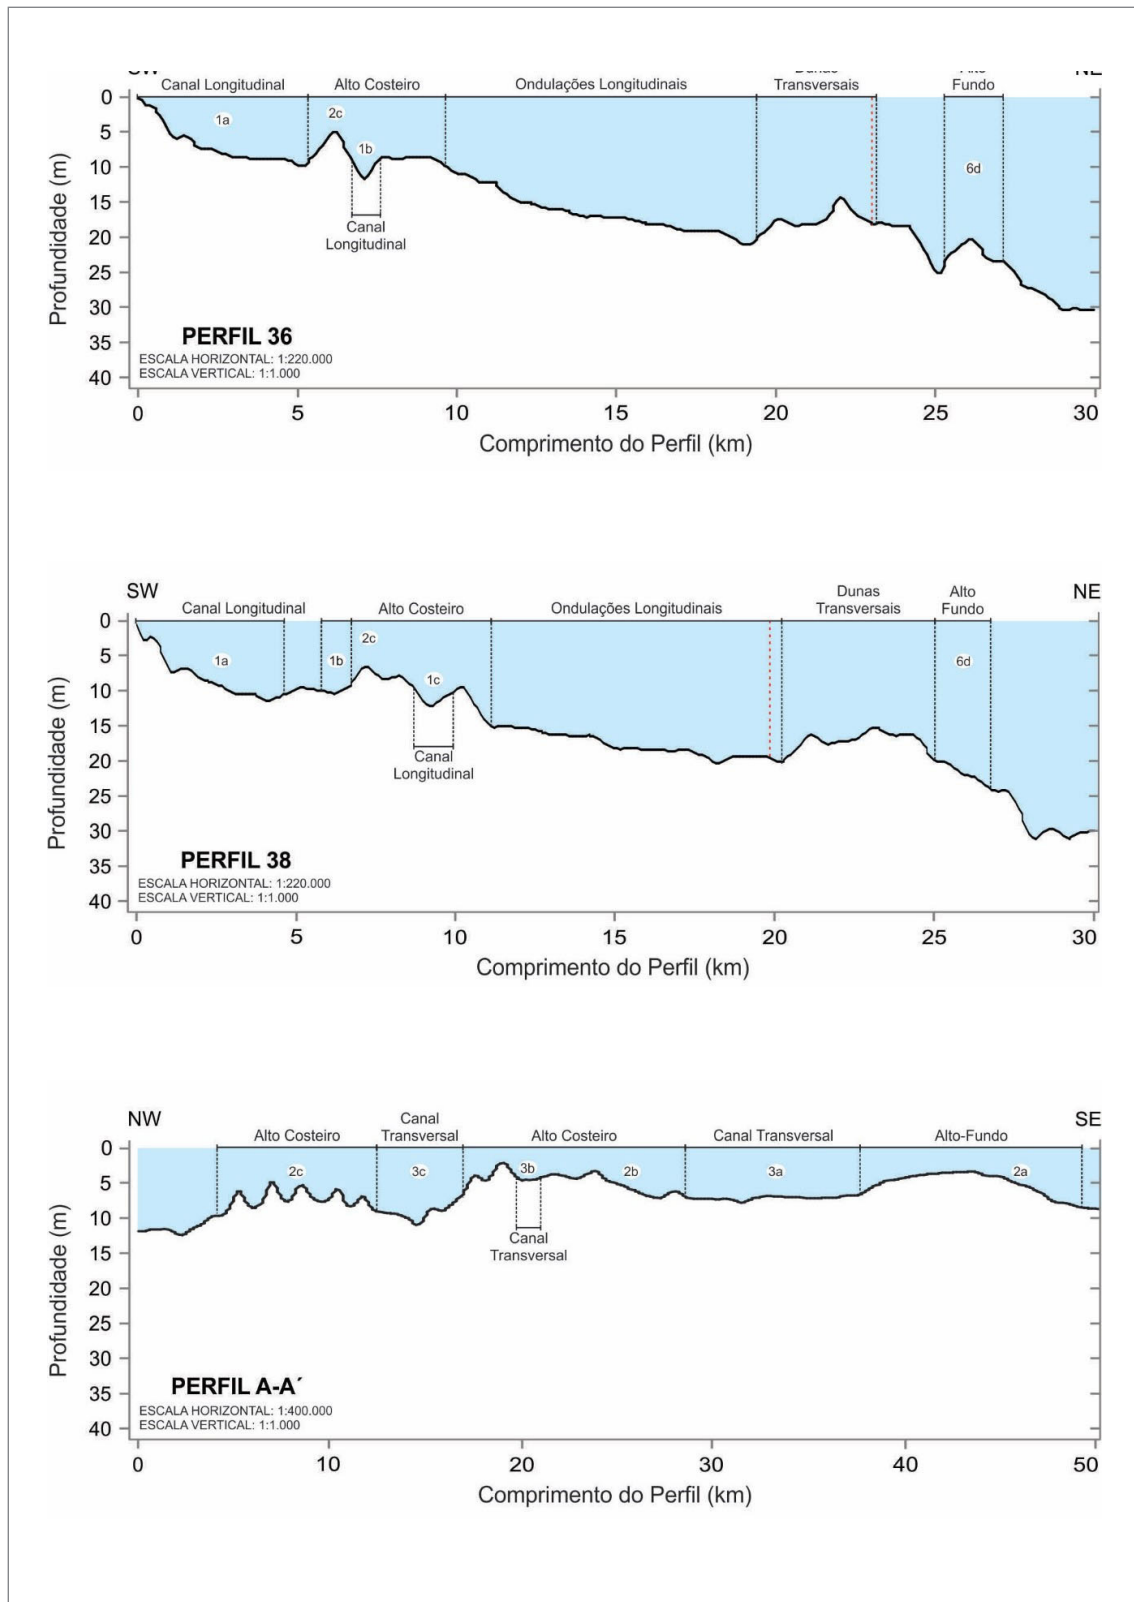 Canal Longitudinal Alto Costeiro Ondulações Longitudinais Transversais Fundo
0
5
10
15
20
25
30
35
40
Profundidade (m)
1a
2c
1b
6d
Canal
Longitudinal
PERFIL 36
ESCALA HORIZONTAL: 1:220.000
ESCALA VERTICAL: 1:1.000
0 5 10 15 20 25 30
Comprimento do Perfil (km)
SW NE
Canal Longitudinal Alto Costeiro Ondulações Longitudinais
Dunas
Transversais
Alto
Fundo
0
5
10
15
20
25
30
35
40
Profundidade (m)
1a
1b
2c
1c
6d
Canal
Longitudinal
PERFIL 38
ESCALA HORIZONTAL: 1:220.000
ESCALA VERTICAL: 1:1.000
0 5 10 15 20 25 30
Comprimento do Perfil (km)
NW SE
Alto Costeiro
Canal
Transversal
Alto Costeiro Canal Transversal Alto-Fundo
0
5
10
15
20
25
30
35
40
Profundidade (m)
2c
3c
3b
2b
3a
2a
Canal
Transversal
PERFIL A-A´
ESCALA HORIZONTAL: 1:400.000
ESCALA VERTICAL: 1:1.000
0 10 20 30 40 50
Comprimento do Perfil (km)